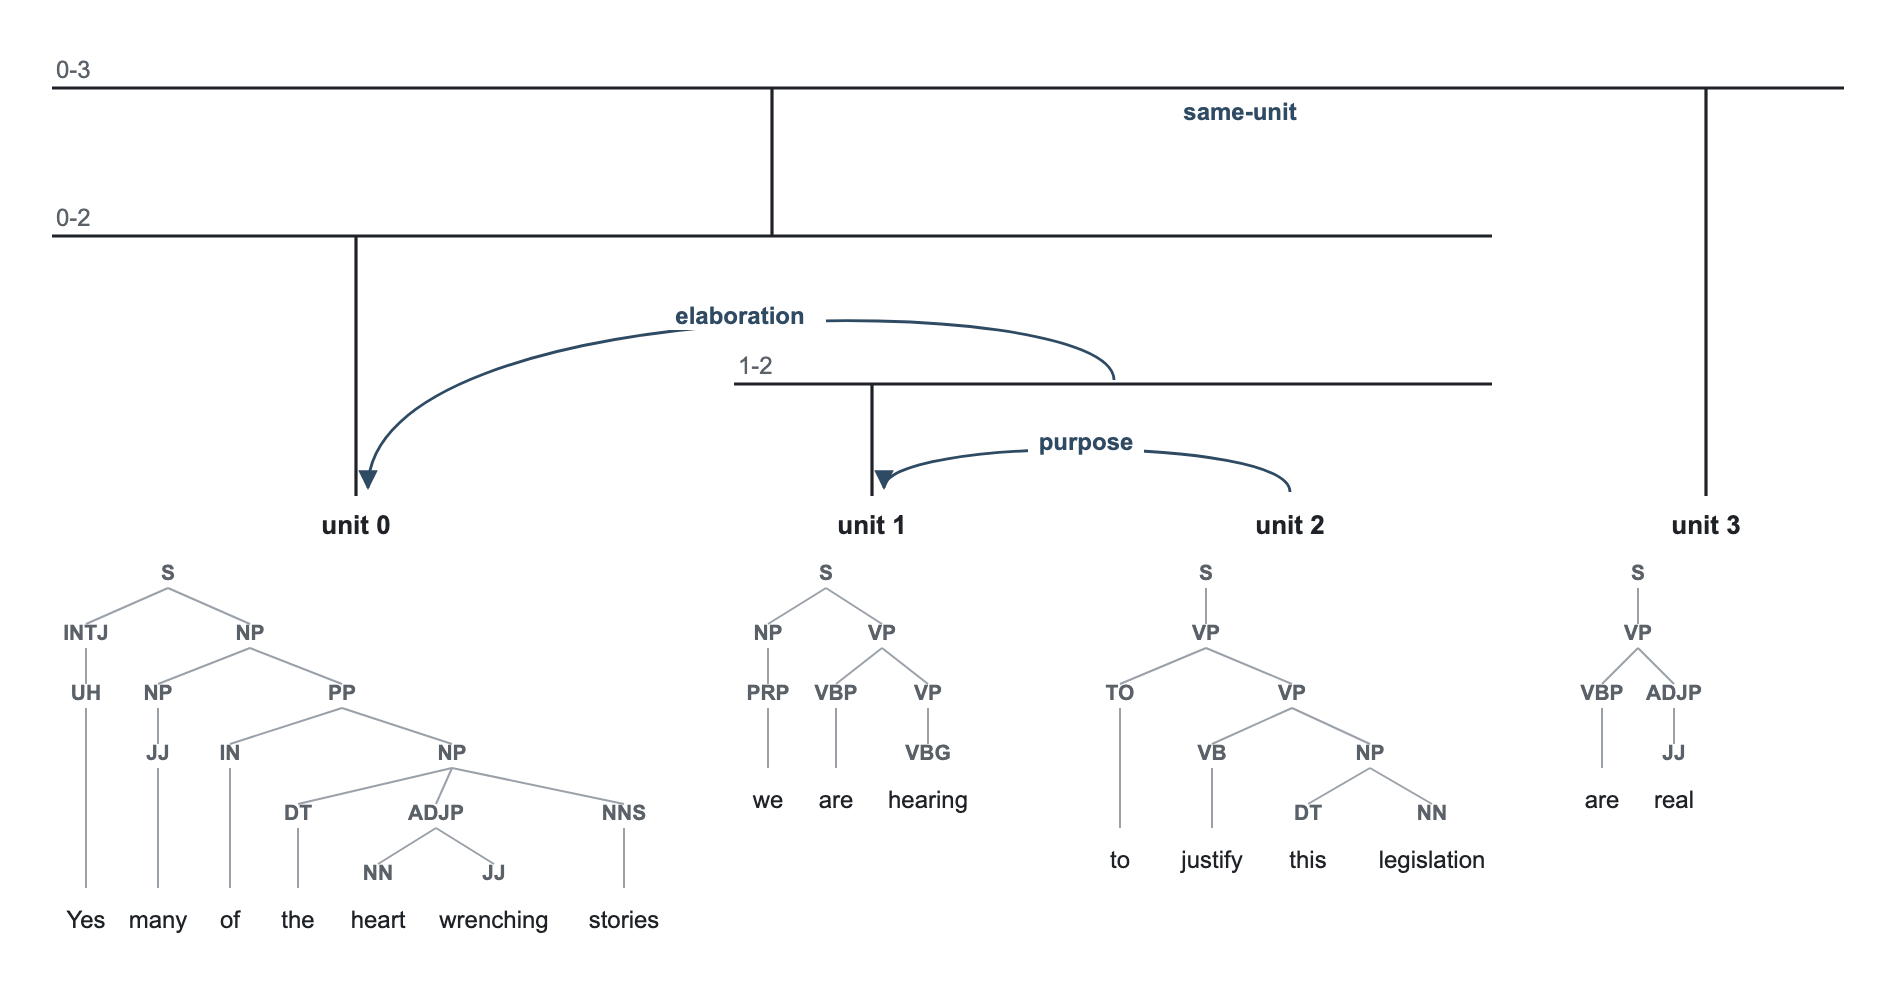 0-3
same-unit
0-2
elaboration
1-2
purpose
unit 0 unit 1 unit 2 unit 3
S S S S
INTJ NP NP VP VP VP
UH NP PP PRP VBP VP TO VP VBP ADJP
JJ IN NP VBG VB NP JJ
we are hearing are real
DT ADJP NNS DT NN
to justify this legislation
NN JJ
Yes many of the heart wrenching stories